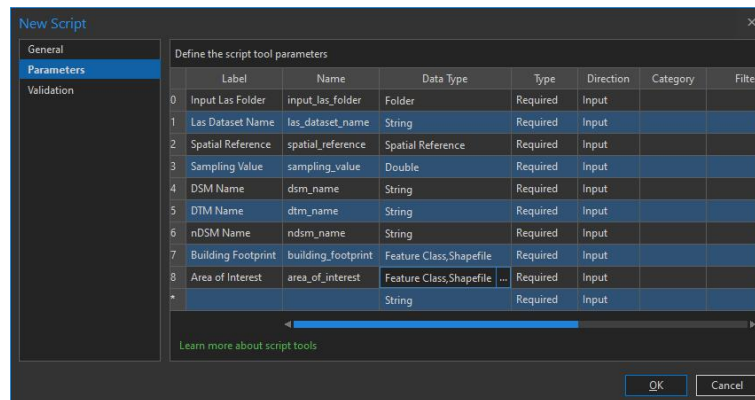 New Script
General
Parameters
Validation
Define the script tool parameters
Label Name Data Type Type Direction Category Filte
0 Input Las Folder input_las_folder Folder Required Input
1 Las Dataset Name las_dataset_name String Required Input
2 Spatial Reference spatial_reference Spatial Reference Required Input
3 Sampling Value sampling_value Double Required Input
4 DSM Name dsm_name String Required Input
5 DTM Name dtm_name String Required Input
6 nDSM Name ndsm_name String Required Input
7 Building Footprint building_footprint Feature Class,Shapefile Required Input
8 Area of Interest area_of_interest Feature Class,Shapefile ... Required Input
* String Required Input
Learn more about script tools
OK Cancel